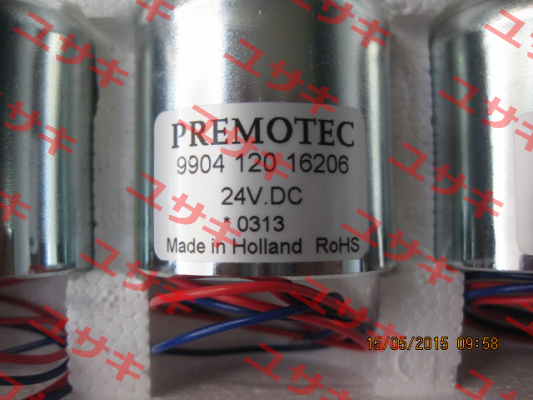 PREMOTEC
9904 120 16206
24V.DC
* 0313
Made in Holland RoHS
15/05/2015 09:58
ユサキ